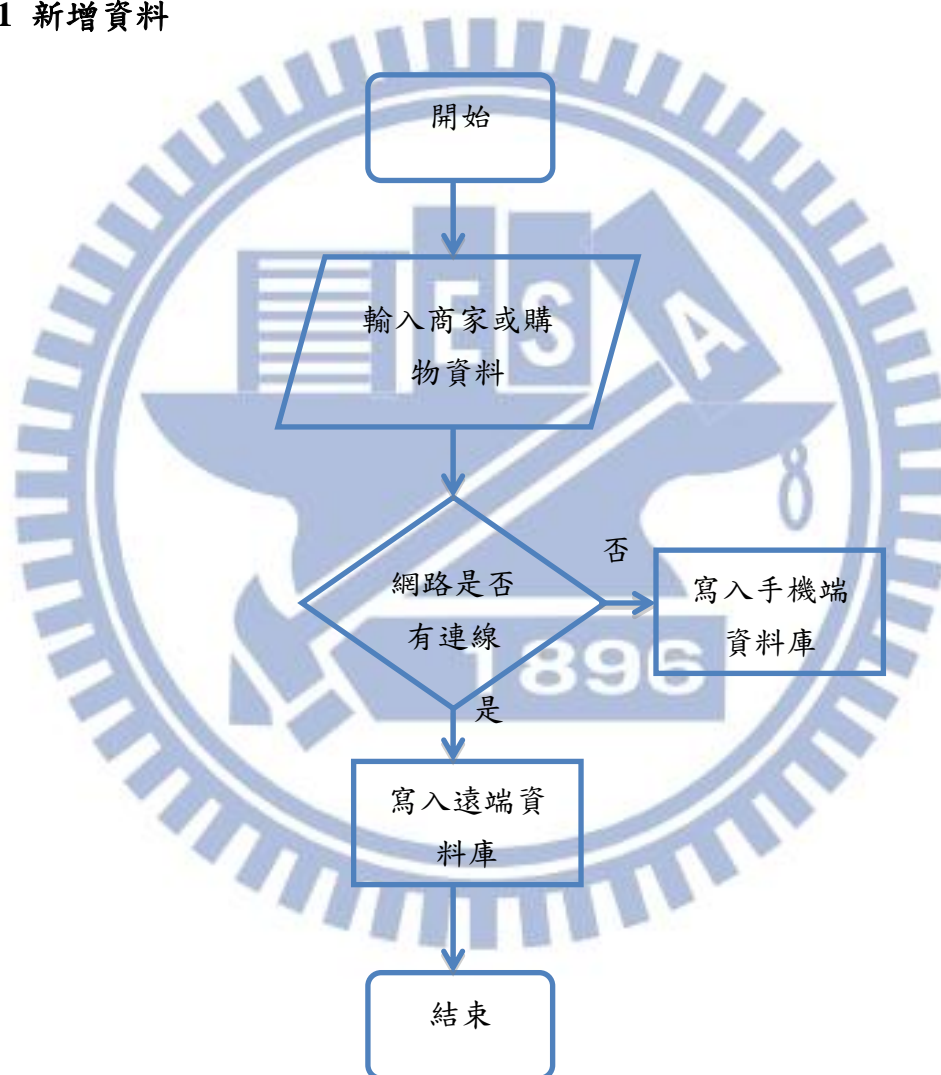 1 新增資料
開始
輸入商家或購
物資料
網路是否
有連線
否
寫入手機端
資料庫
是
寫入遠端資
料庫
結束
E S A
1896